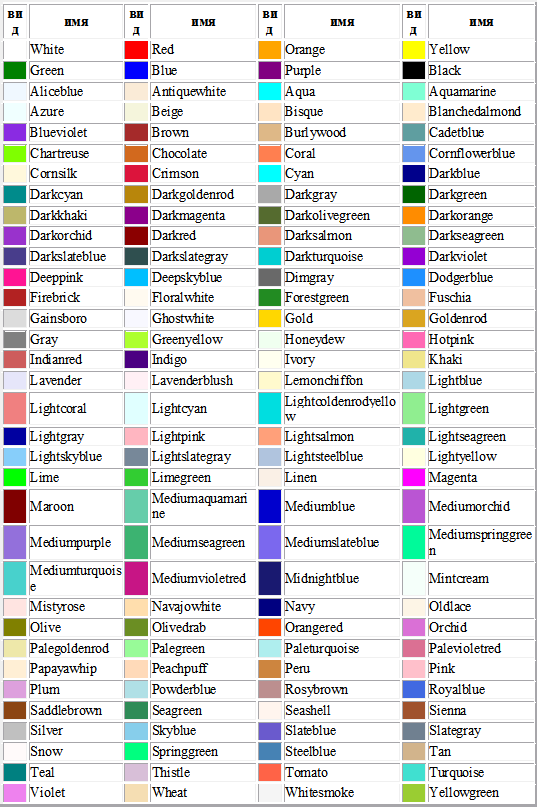 вид имя вид имя вид имя вид имя
White Red Orange Yellow
Green Blue Purple Black
Aliceblue Antiquewhite Aqua Aquamarine
Azure Beige Bisque Blanchedalmond
Blueviolet Brown Burlywood Cadetblue
Chartreuse Chocolate Coral Cornflowerblue
Cornsilk Crimson Cyan Darkblue
Darkcyan Darkgoldenrod Darkgray Darkgreen
Darkkhaki Darkmagenta Darkolivegreen Darkorange
Darkorchid Darkred Darksalmon Darkseagreen
Darkslateblue Darkslategray Darkturquoise Darkviolet
Deeppink Deepskyblue Dimgray Dodgerblue
Firebrick Floralwhite Forestgreen Fuschia
Gainsboro Ghostwhite Gold Goldenrod
Gray Greenyellow Honeydew Hotpink
Indianred Indigo Ivory Khaki
Lavender Lavenderblush Lemonchiffon Lightblue
Lightcoral Lightcyan Lightcoldenrodyellow Lightgreen
Lightgray Lightpink Lightsalmon Lightseagreen
Lightskyblue Lightslategray Lightsteelblue Lightyellow
Lime Limegreen Linen Magenta
Maroon Mediumaquamarine Mediumblue Mediumorchid
Mediumpurple Mediumseagreen Mediumslateblue Mediumspringgreen
Mediumturquoise Mediumvioletred Midnightblue Mintcream
Mistyrose Navajowhite Navy Oldlace
Olive Olivedrab Orangered Orchid
Palegoldenrod Palegreen Paleturquoise Palevioletred
Papayawhip Peachpuff Peru Pink
Plum Powderblue Rosybrown Royalblue
Saddlebrown Seagreen Seashell Sienna
Silver Skyblue Slateblue Slategray
Snow Springgreen Steelblue Tan
Teal Thistle Tomato Turquoise
Violet Wheat Whitesmoke Yellowgreen